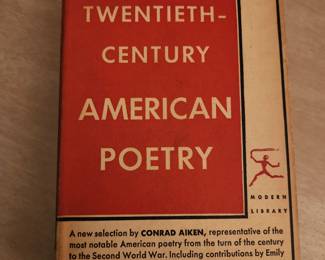 TWENTIETH-
CENTURY
AMERICAN
POETRY
MODERN
LIBRARY
A new selection by CONRAD AIKEN, representative of the
most notable American poetry from the turn of the century
to the Second World War. Including contributions by Emily